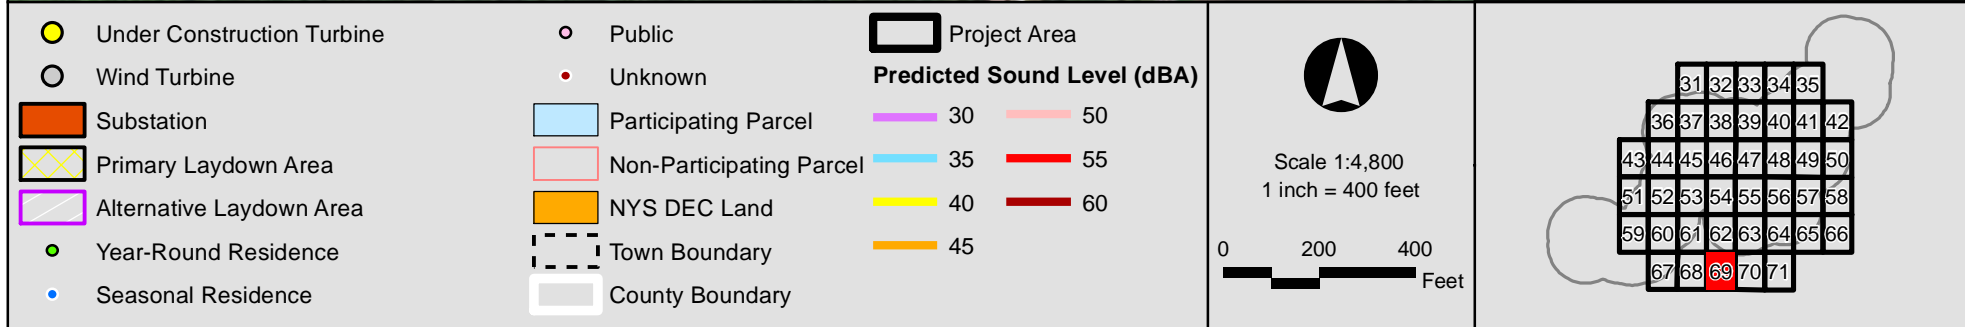 Under Construction Turbine
Wind Turbine
Substation
Primary Laydown Area
Alternative Laydown Area
Year-Round Residence
Seasonal Residence
Public
Unknown
Participating Parcel
Non-Participating Parcel
NYS DEC Land
Town Boundary
County Boundary
Project Area
Predicted Sound Level (dBA)
30
35
40
45
50
55
60
Scale 1:4,800
1 inch = 400 feet
0 200 400
Feet
31 32 33 34 35
36 37 38 39 40 41 42
43 44 45 46 47 48 49 50
51 52 53 54 55 56 57 58
59 60 61 62 63 64 65 66
67 68 69 70 71